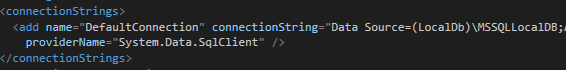 <connectionStrings>
<add name="DefaultConnection" connectionString="Data Source=(LocalDb)\MSSQLLocalDB;
providerName="System.Data.SqlClient" />
</connectionStrings>